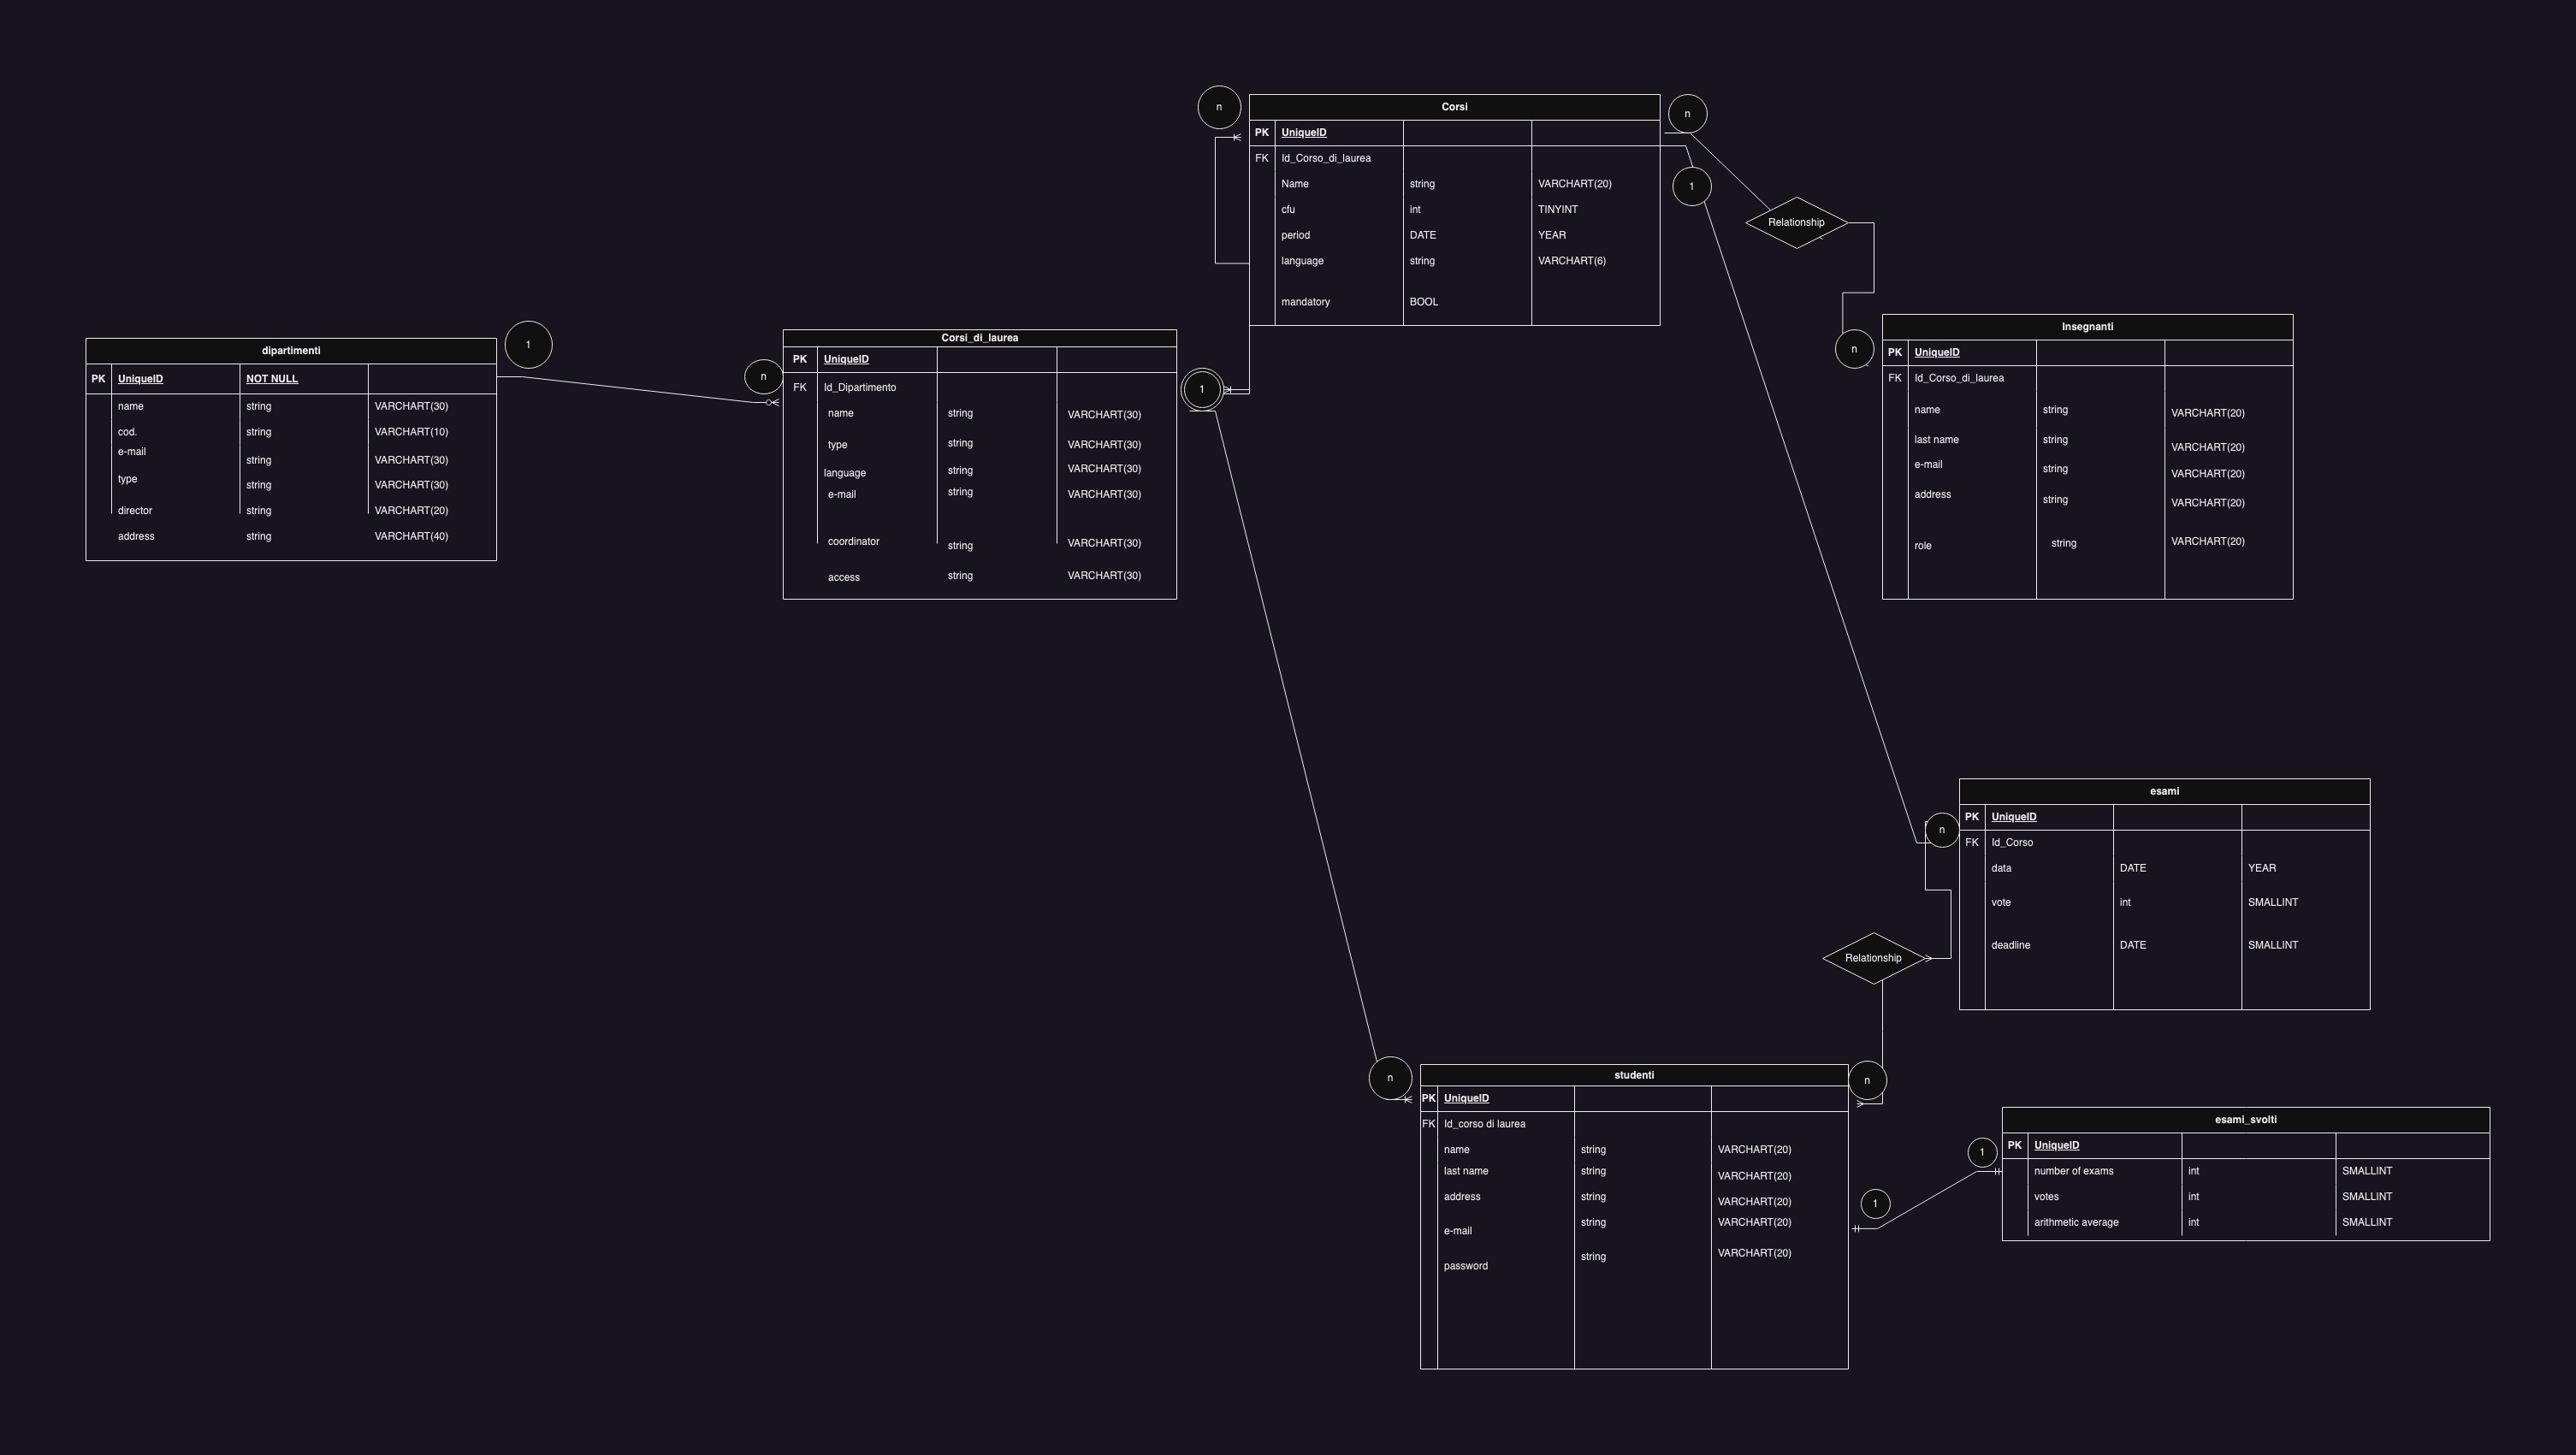 n
Corsi
n
PK UniqueID
FK Id_Corso_di_laurea
Name string VARCHART(20)
cfu int TINYINT
period DATE YEAR
language string VARCHART(6)
mandatory BOOL
1
Relationship
dipartimenti
1
PK UniqueID NOT NULL
name string VARCHART(30)
cod. string VARCHART(10)
e-mail string VARCHART(30)
type string VARCHART(30)
director string VARCHART(20)
address string VARCHART(40)
n
Corsi_di_laurea
PK UniqueID
FK Id_Dipartimento
name string VARCHART(30)
type string VARCHART(30)
language string VARCHART(30)
e-mail string VARCHART(30)
coordinator string VARCHART(30)
access string VARCHART(30)
1
n
Insegnanti
PK UniqueID
FK Id_Corso_di_laurea
name string VARCHART(20)
last name string VARCHART(20)
e-mail string VARCHART(20)
address string VARCHART(20)
role string VARCHART(20)
n
esami
PK UniqueID
FK Id_Corso
data DATE YEAR
vote int SMALLINT
deadline DATE SMALLINT
Relationship
n
studenti
n
PK UniqueID
FK Id_corso di laurea
name string VARCHART(20)
last name string VARCHART(20)
address string VARCHART(20)
e-mail string VARCHART(20)
password string VARCHART(20)
1
1
esami_svolti
PK UniqueID
number of exams int SMALLINT
votes int SMALLINT
arithmetic average int SMALLINT